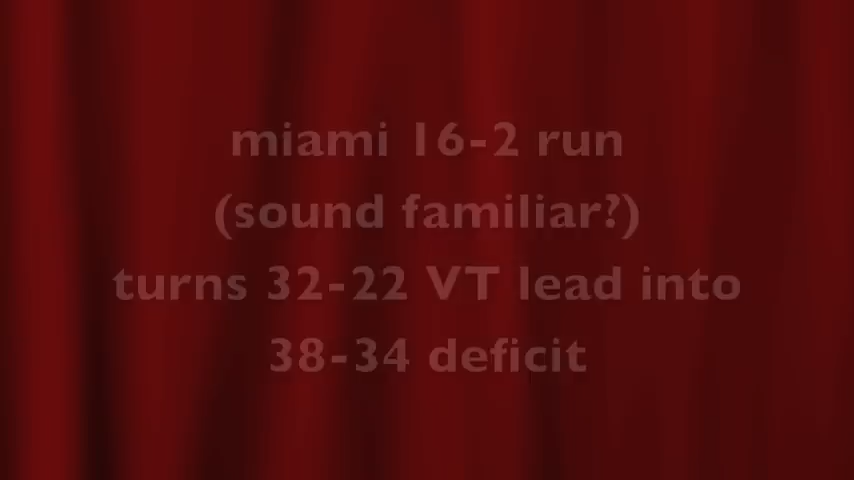 miami 16-2 run
(sound familiar?)
turns 32-22 VT lead into
38-34 deficit